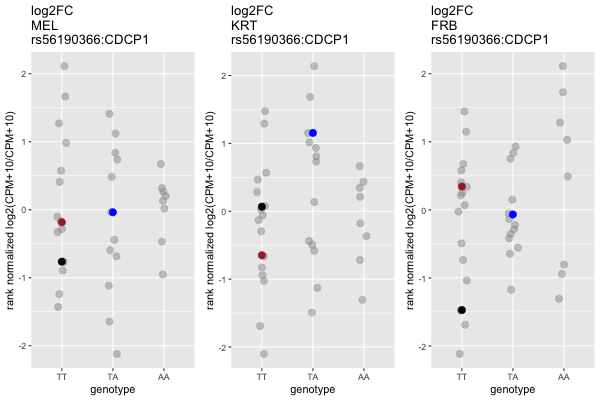 log2FC
MEL
rs56190366:CDCP1
rank normalized log2(CPM+10/CPM+10)
2
1
0
-1
-2
TT
TA
AA
genotype
log2FC
KRT
rs56190366:CDCP1
rank normalized log2(CPM+10/CPM+10)
2
1
0
-1
-2
TT
TA
AA
genotype
log2FC
FRB
rs56190366:CDCP1
rank normalized log2(CPM+10/CPM+10)
2
1
0
-1
-2
TT
TA
AA
genotype